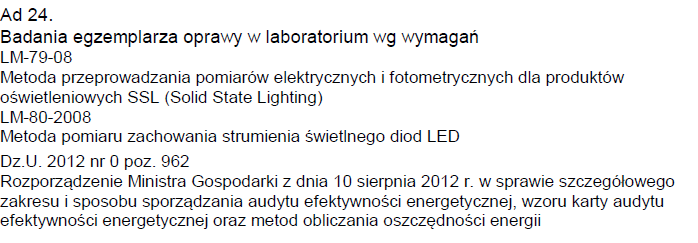 Ad 24.
Badania egzemplarza oprawy w laboratorium wg wymagań
LM-79-08
Metoda przeprowadzania pomiarów elektrycznych i fotometrycznych dla produktów
oświetleniowych SSL (Solid State Lighting)
LM-80-2008
Metoda pomiaru zachowania strumienia świetlnego diod LED
Dz.U. 2012 nr 0 poz. 962
Rozporządzenie Ministra Gospodarki z dnia 10 sierpnia 2012 r. w sprawie szczegółowego
zakresu i sposobu sporządzania audytu efektywności energetycznej, wzoru karty audytu
efektywności energetycznej oraz metod obliczania oszczędności energii